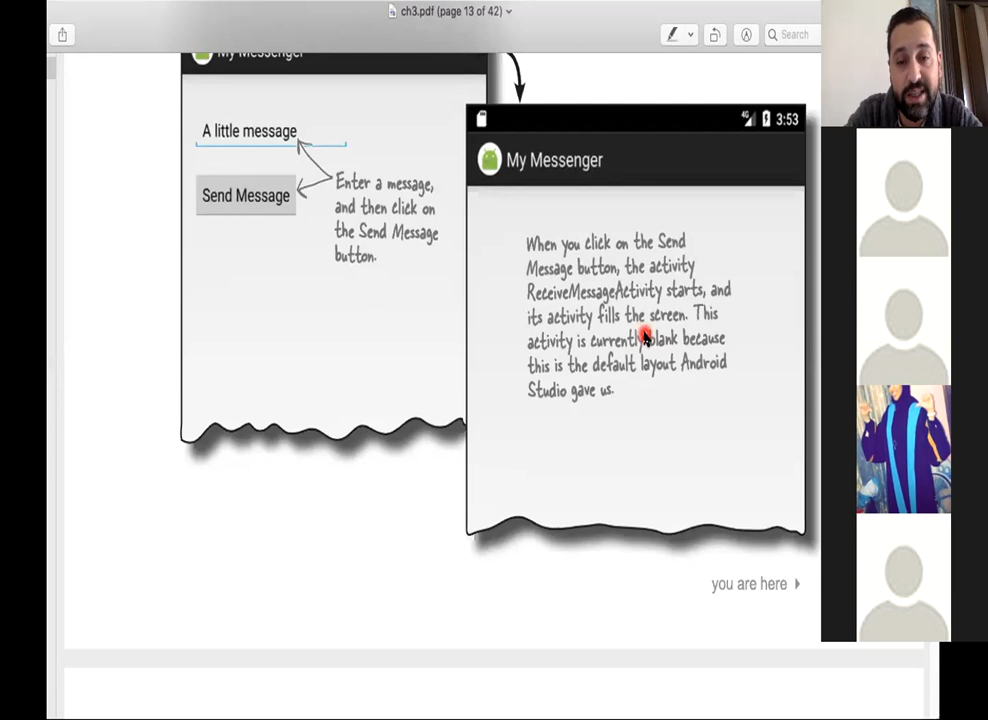 ch3.pdf (page 13 of 42)
Search
My Messenger
A little message
Send Message
Enter a message,
and then click on
the Send Message
button.
4G 3:53
My Messenger
When you click on the Send
Message button, the activity
ReceiveMessageActivity starts, and
its activity fills the screen. This
activity is currently blank because
this is the default layout Android
Studio gave us.
you are here